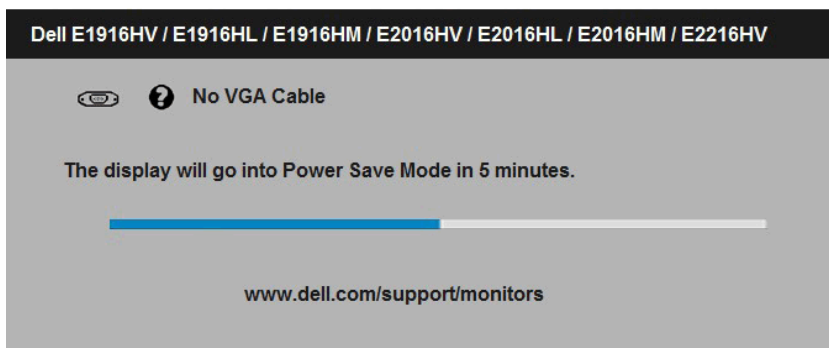 Dell E1916HV / E1916HL / E1916HM / E2016HV / E2016HL / E2016HM / E2216HV
No VGA Cable
The display will go into Power Save Mode in 5 minutes.
www.dell.com/support/monitors